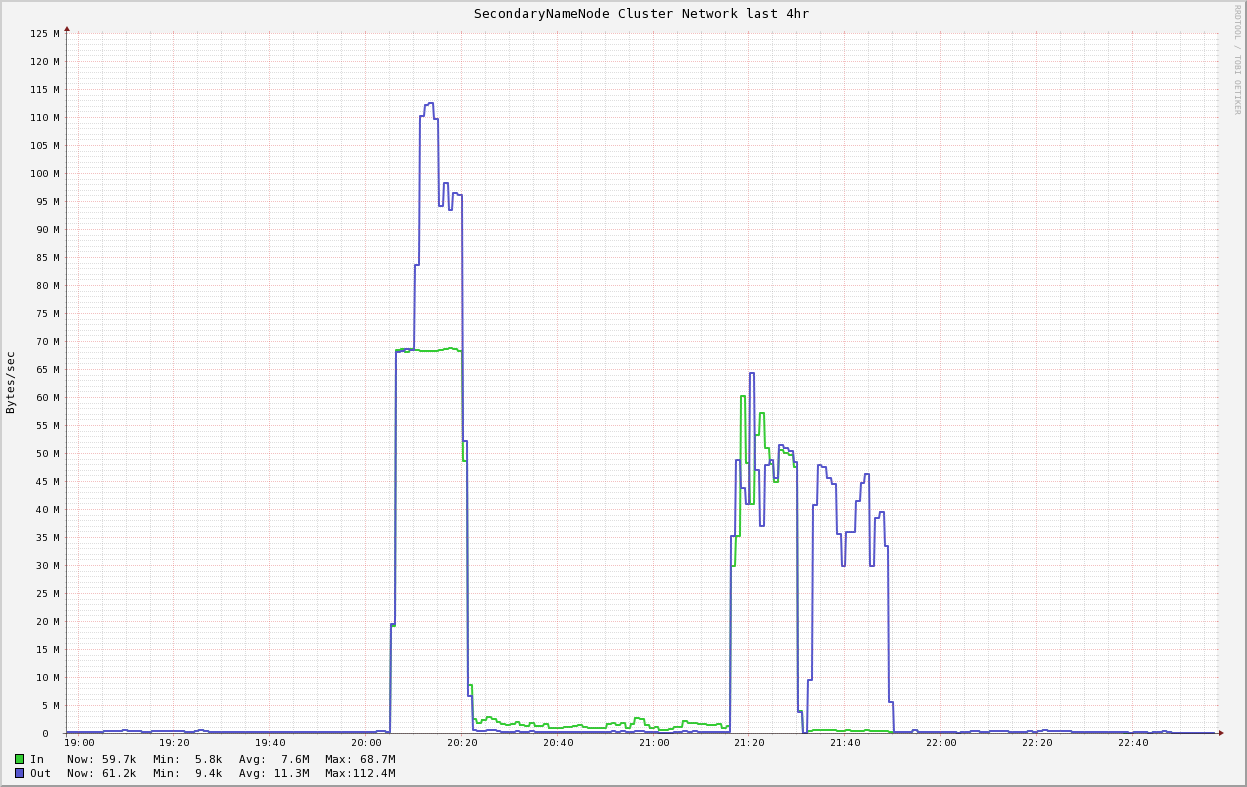 SecondaryNameNode Cluster Network last 4hr
RRDTOOL / TOBI OETIKER
Bytes/sec
125 M
120 M
115 M
110 M
105 M
100 M
95 M
90 M
85 M
80 M
75 M
70 M
65 M
60 M
55 M
50 M
45 M
40 M
35 M
30 M
25 M
20 M
15 M
10 M
5 M
0
19:00 19:20 19:40 20:00 20:20 20:40 21:00 21:20 21:40 22:00 22:20 22:40
In Now: 59.7k Min: 5.8k Avg: 7.6M Max: 68.7M
Out Now: 61.2k Min: 9.4k Avg: 11.3M Max:112.4M